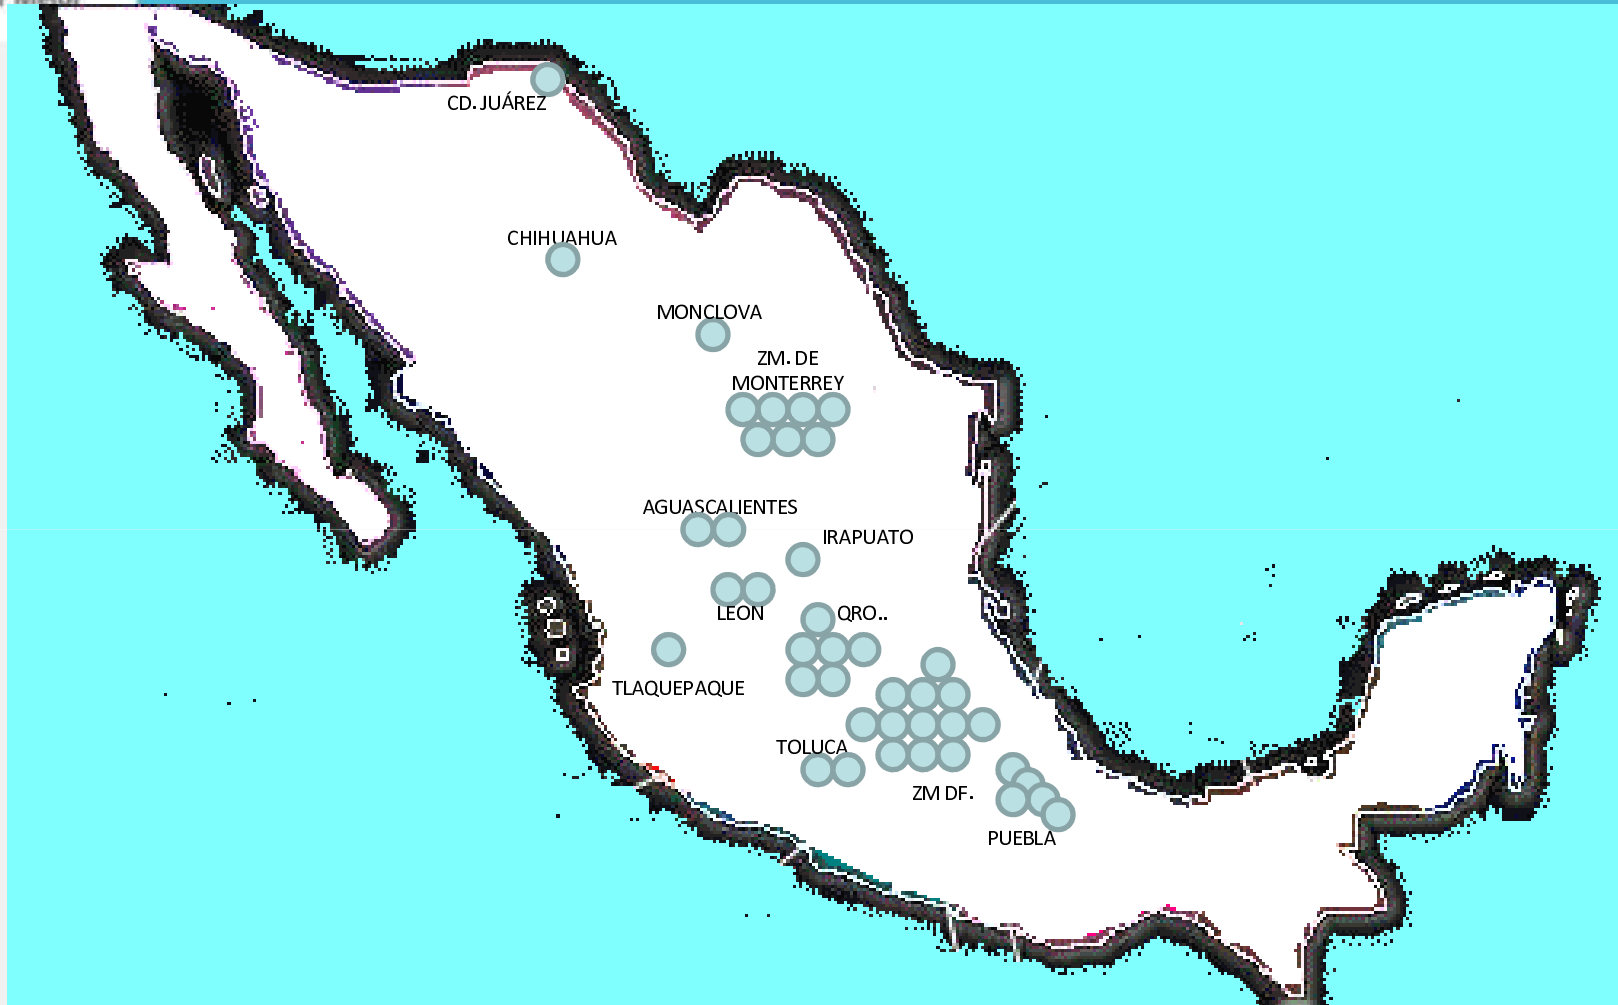 CD. JUÁREZ
CHIHUAHUA
MONCLOVA
ZM. DE
MONTERREY
AGUASCALIENTES
IRAPUATO
LEON
QRO..
TLAQUEPAQUE
TOLUCA
ZM DF.
PUEBLA